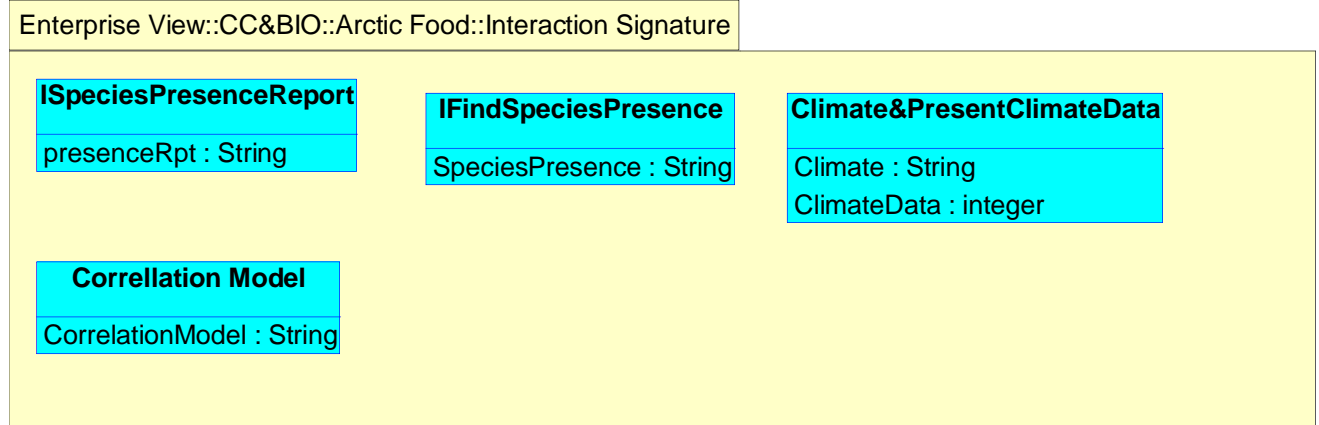 Enterprise View::CC&BIO::Arctic Food::Interaction Signature
ISpeciesPresenceReport
presenceRpt : String
IFindSpeciesPresence
SpeciesPresence : String
Climate&PresentClimateData
Climate : String
ClimateData : integer
Correllation Model
CorrelationModel : String